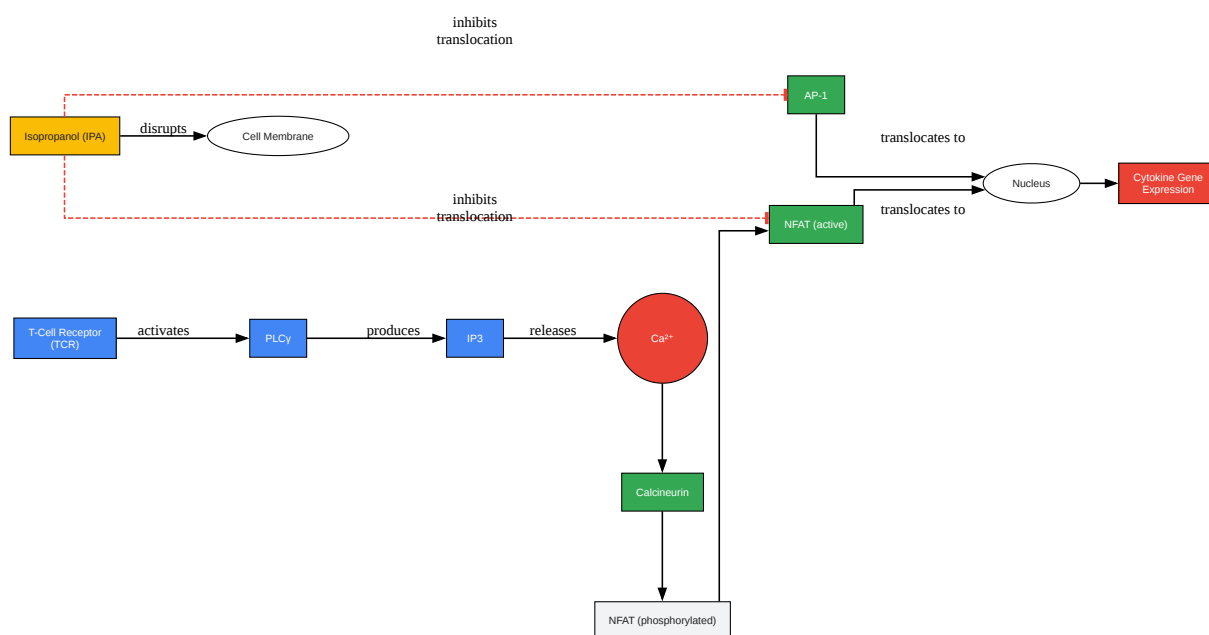 inhibits
translocation
AP-1
Isopropanol (IPA)
disrupts
Cell Membrane
translocates to
Nucleus
Cytokine Gene
Expression
inhibits
translocation
translocates to
NFAT (active)
T-Cell Receptor
(TCR)
activates
PLCγ
produces
IP3
releases
Ca²⁺
Calcineurin
NFAT (phosphorylated)